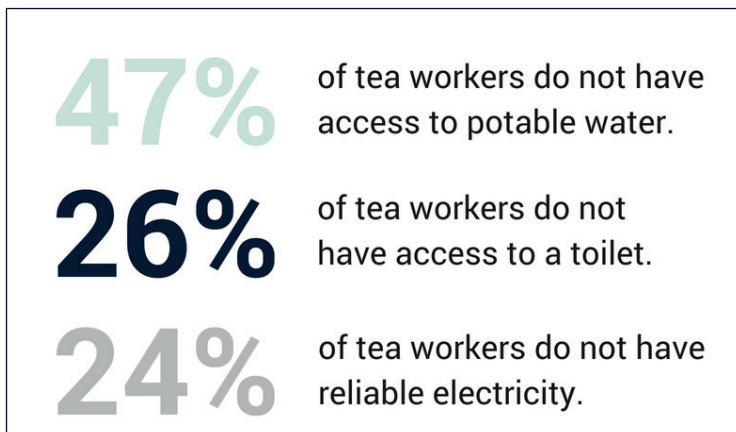 47%
of tea workers do not have
access to potable water.
26%
of tea workers do not
have access to a toilet.
24%
of tea workers do not have
reliable electricity.